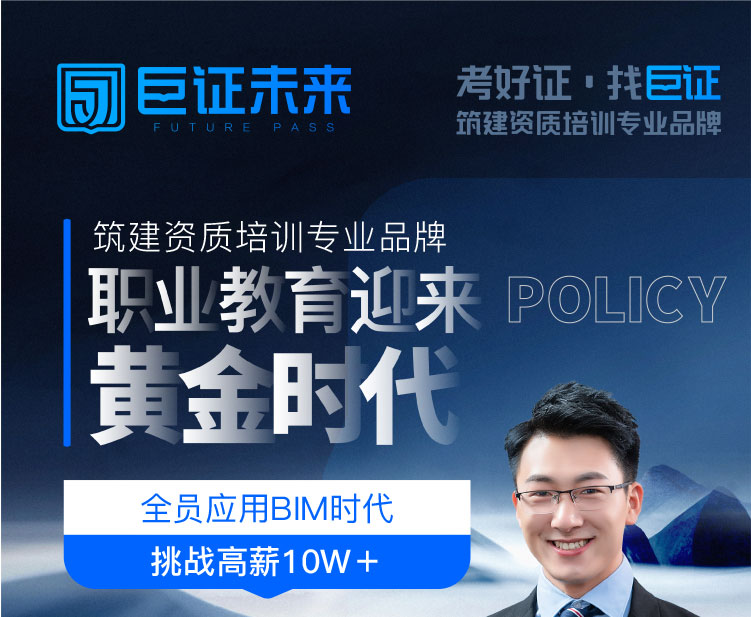 巨证未来
FUTURE PASS
考好证·找巨证
筑建资质培训专业品牌
筑建资质培训专业品牌
职业教育迎来
POLICY
黄金时代
全员应用BIM时代
挑战高薪10W+